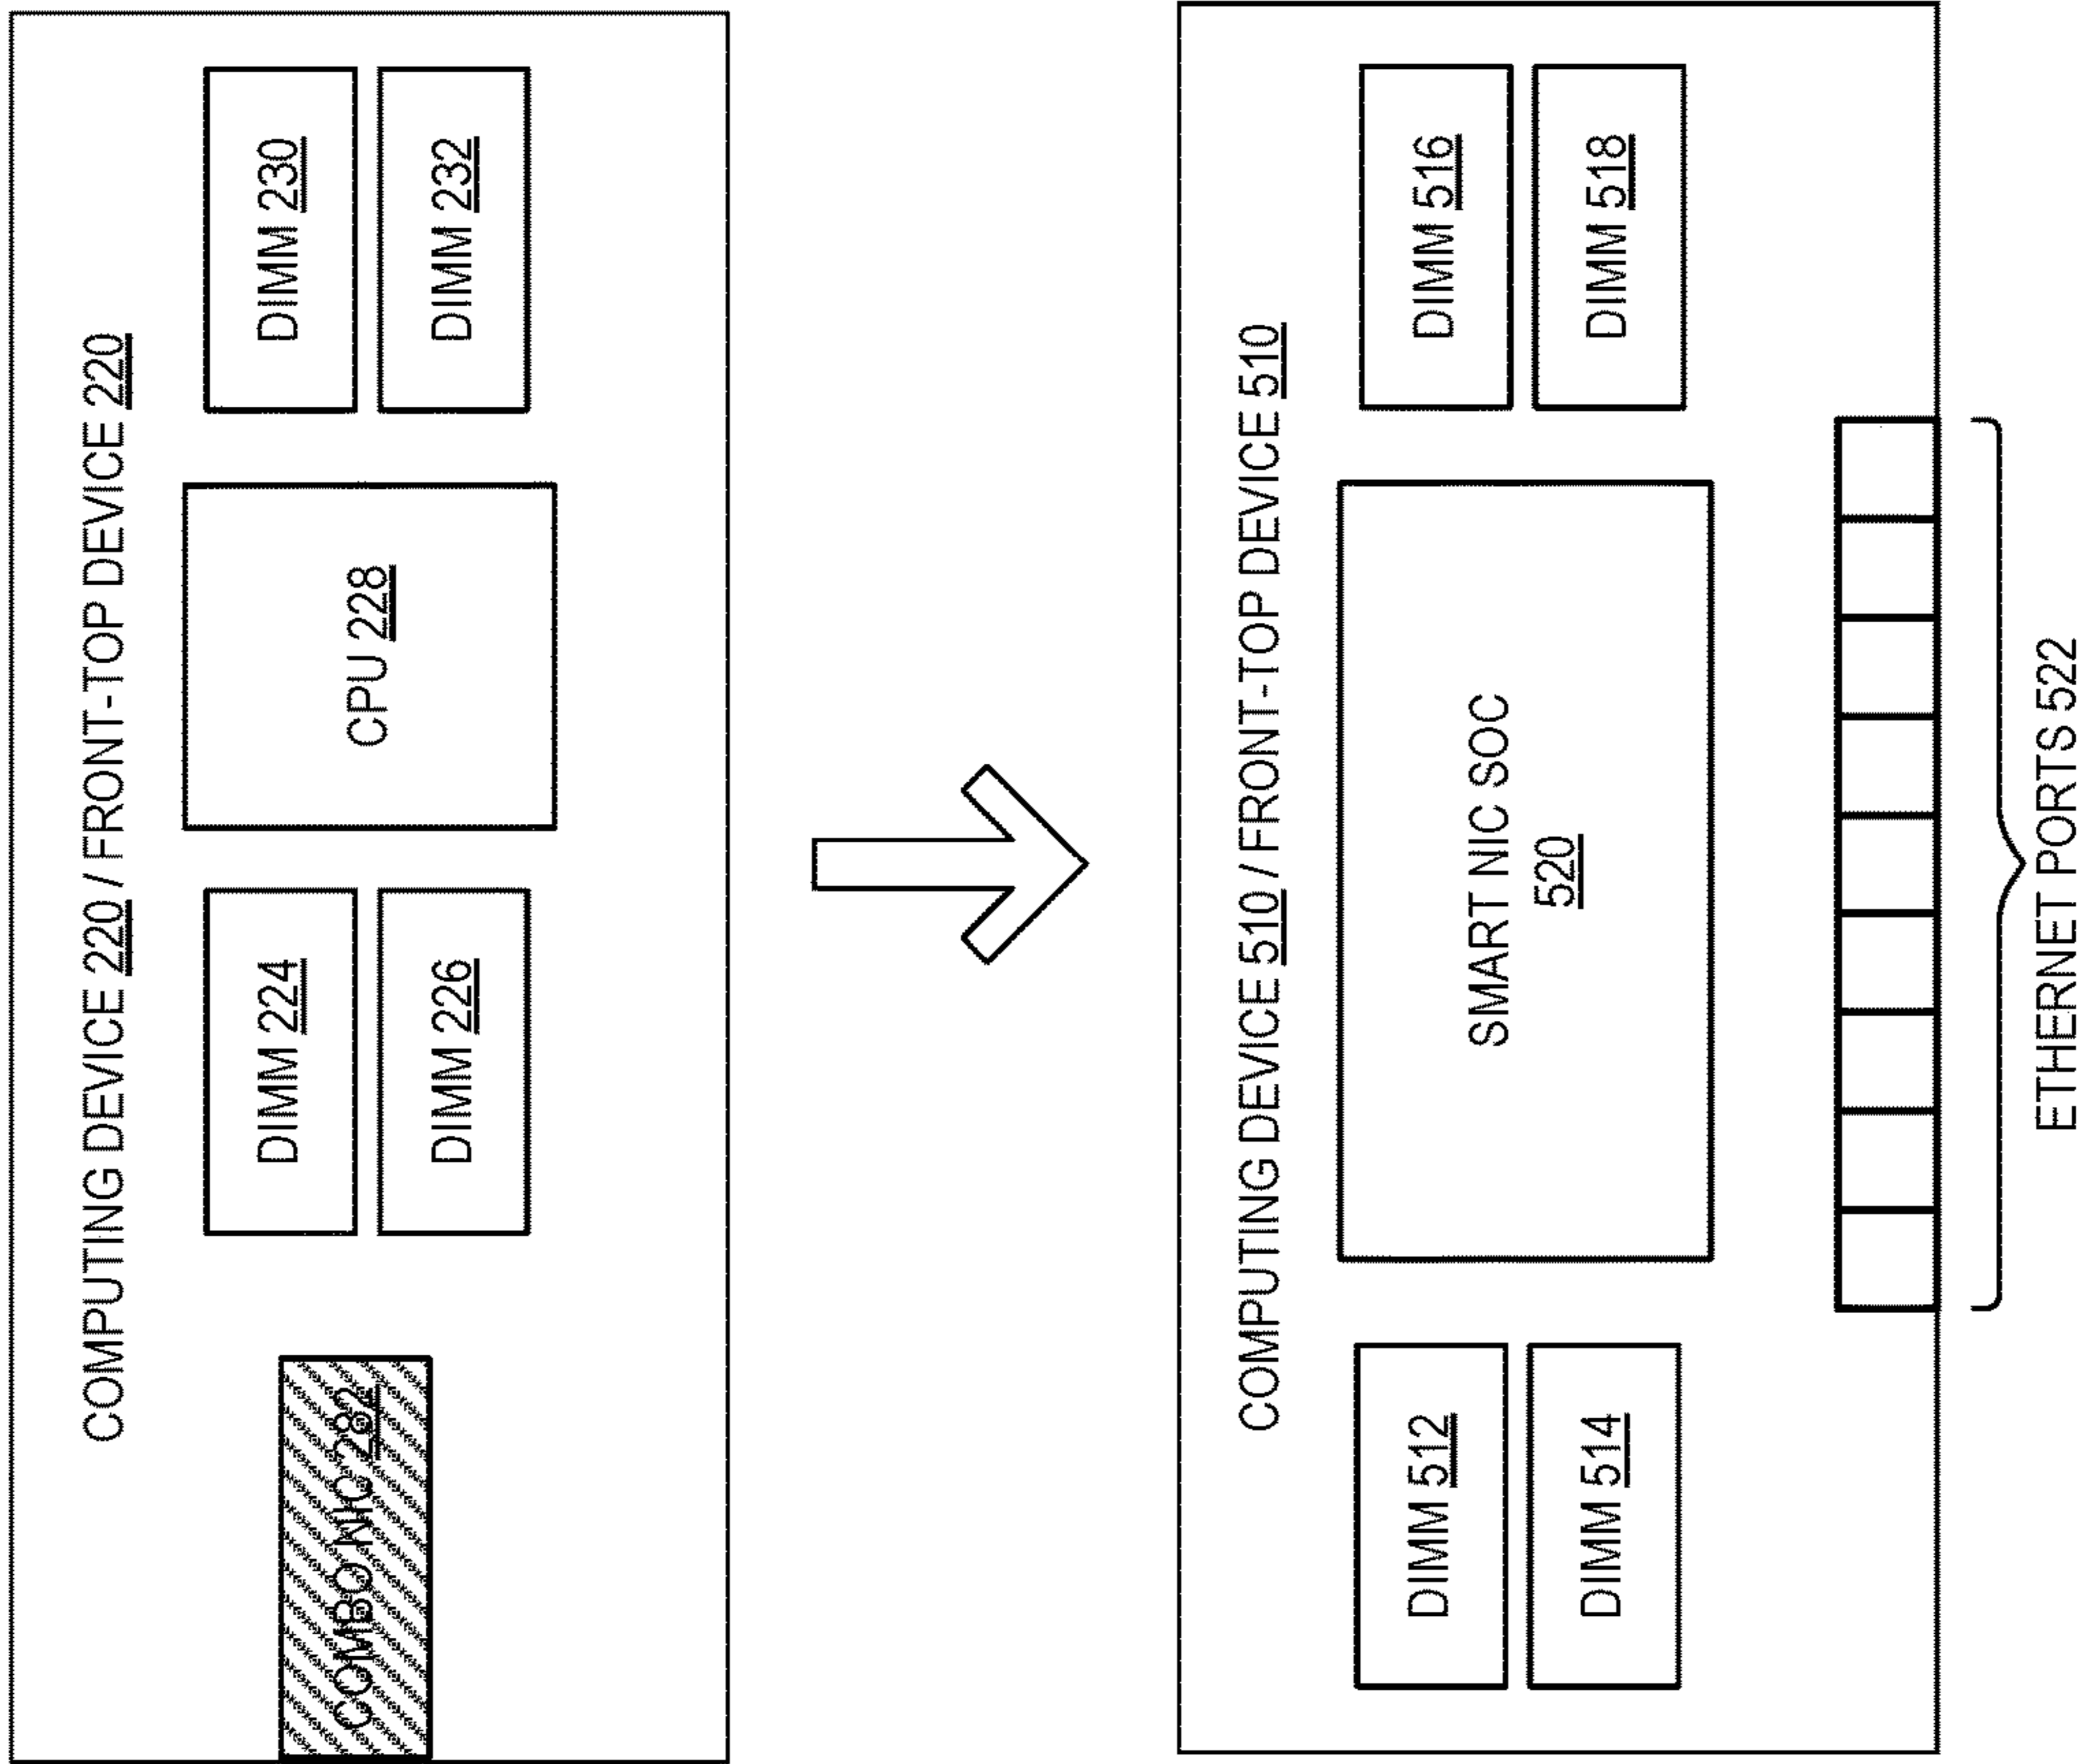 COMPUTING DEVICE 220 / FRONT-TOP DEVICE 220
COMBO NIC 282
DIMM 224
DIMM 226
CPU 228
DIMM 230
DIMM 232
COMPUTING DEVICE 510 / FRONT-TOP DEVICE 510
DIMM 512
DIMM 514
SMART NIC SOC
520
DIMM 516
DIMM 518
ETHERNET PORTS 522